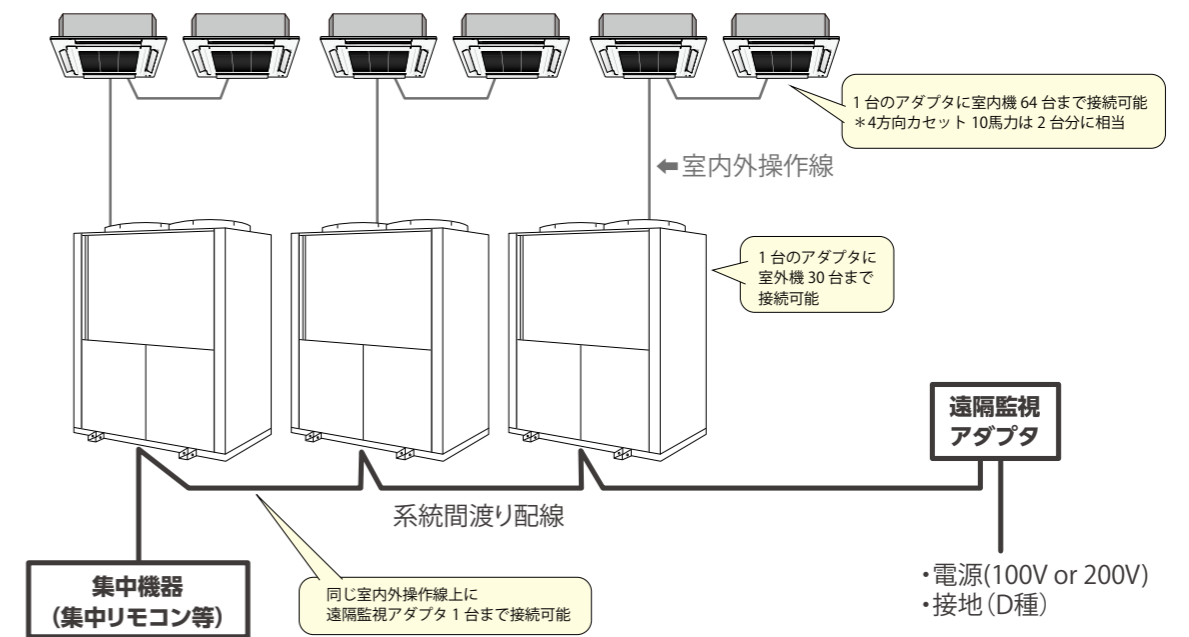 1台のアダプタに室内機 64 台まで接続可能
＊4方向カセット 10馬力は 2 台分に相当
⬅室内外操作線
1台のアダプタに
室外機 30 台まで
接続可能
遠隔監視
アダプタ
系統間渡り配線
集中機器
(集中リモコン等)
同じ室内外操作線上に
遠隔監視アダプタ 1 台まで接続可能
・電源(100V or 200V)
・接地(D種)